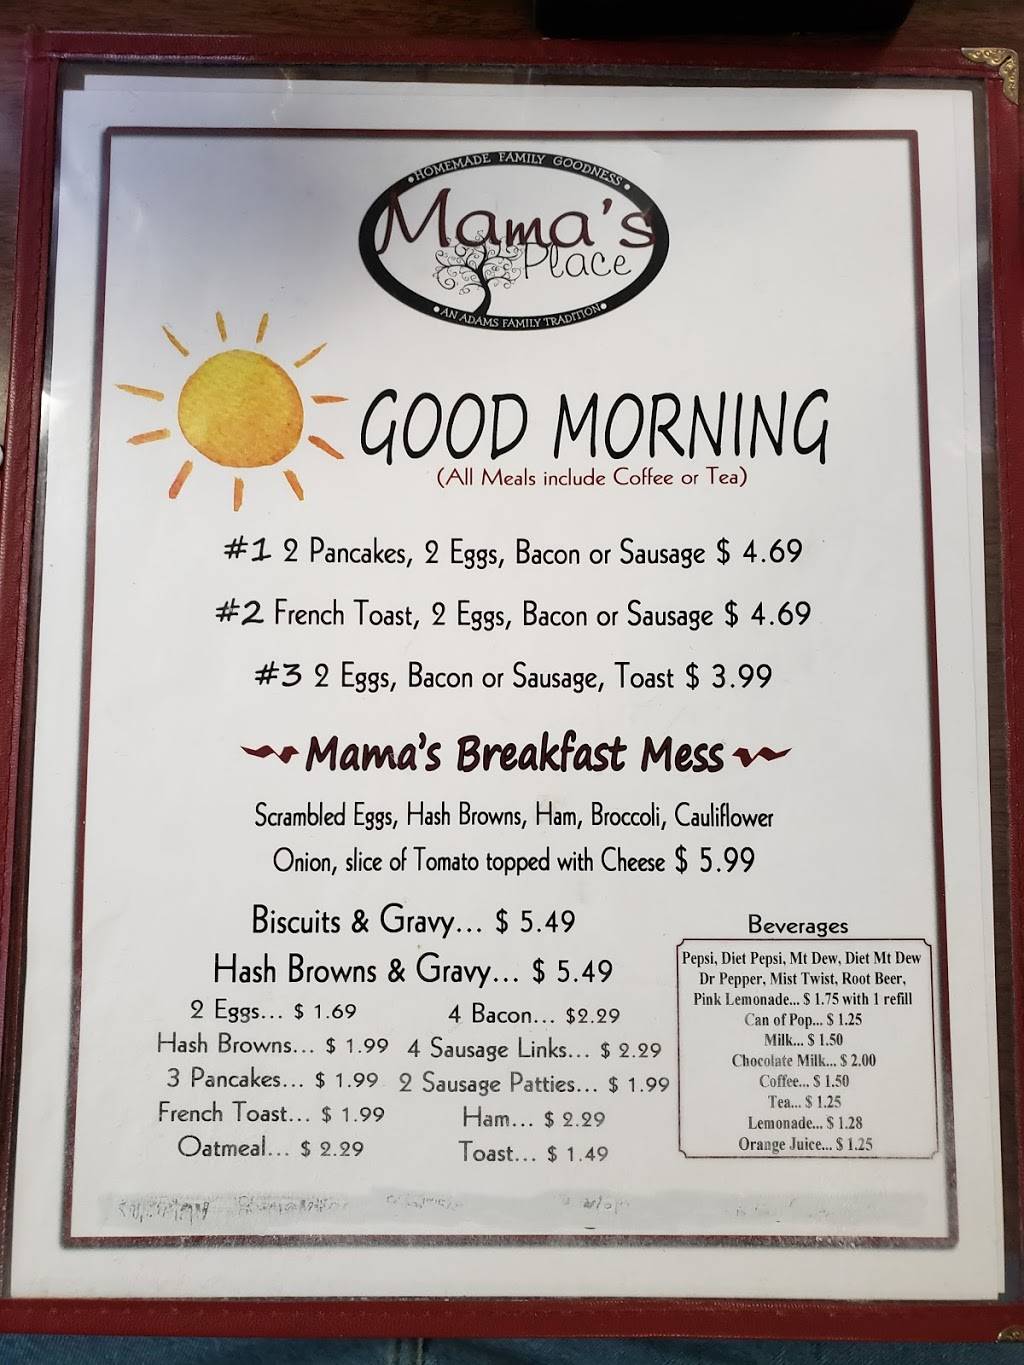 HOMEMADE FAMILY GOODNESS
Mama's
Place
AN ADAMS FAMILY TRADITION
GOOD MORNING
(All Meals include Coffee or Tea)
#1 2 Pancakes, 2 Eggs, Bacon or Sausage $ 4.69
#2 French Toast, 2 Eggs, Bacon or Sausage $ 4.69
#3 2 Eggs, Bacon or Sausage, Toast $ 3.99
Mama's Breakfast Mess
Scrambled Eggs, Hash Browns, Ham, Broccoli, Cauliflower
Onion, slice of Tomato topped with Cheese $ 5.99
Biscuits & Gravy... $ 5.49
Hash Browns & Gravy... $ 5.49
2 Eggs... $ 1.69
Hash Browns... $ 1.99
3 Pancakes... $ 1.99
French Toast... $ 1.99
Oatmeal... $ 2.29
4 Bacon... $2.29
4 Sausage Links... $ 2.29
2 Sausage Patties... $ 1.99
Ham... $ 2.29
Toast... $ 1.49
Beverages
Pepsi, Diet Pepsi, Mt Dew, Diet Mt Dew
Dr Pepper, Mist Twist, Root Beer,
Pink Lemonade... $ 1.75 with 1 refill
Can of Pop... $ 1.25
Milk... $ 1.50
Chocolate Milk... $ 2.00
Coffee... $ 1.50
Tea... $ 1.25
Lemonade... $ 1.28
Orange Juice... $ 1.25